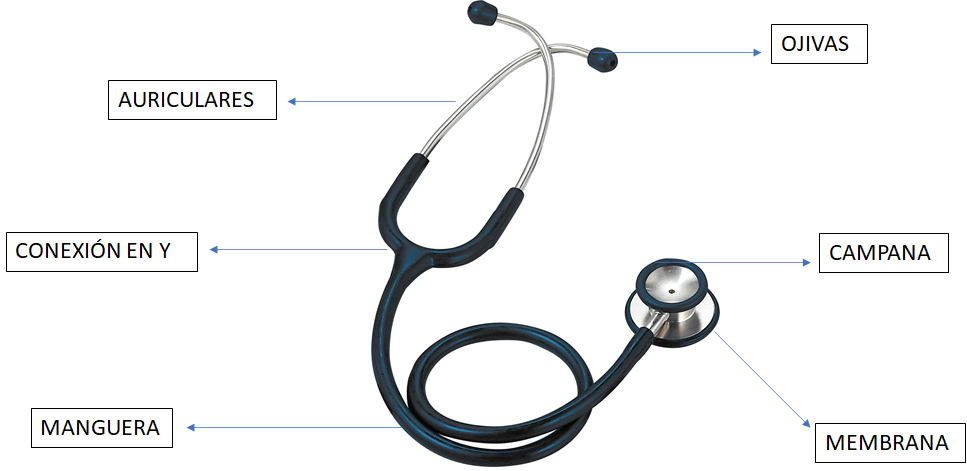 OJIVAS
AURICULARES
CONEXIÓN EN Y
CAMPANA
MANGUERA
MEMBRANA